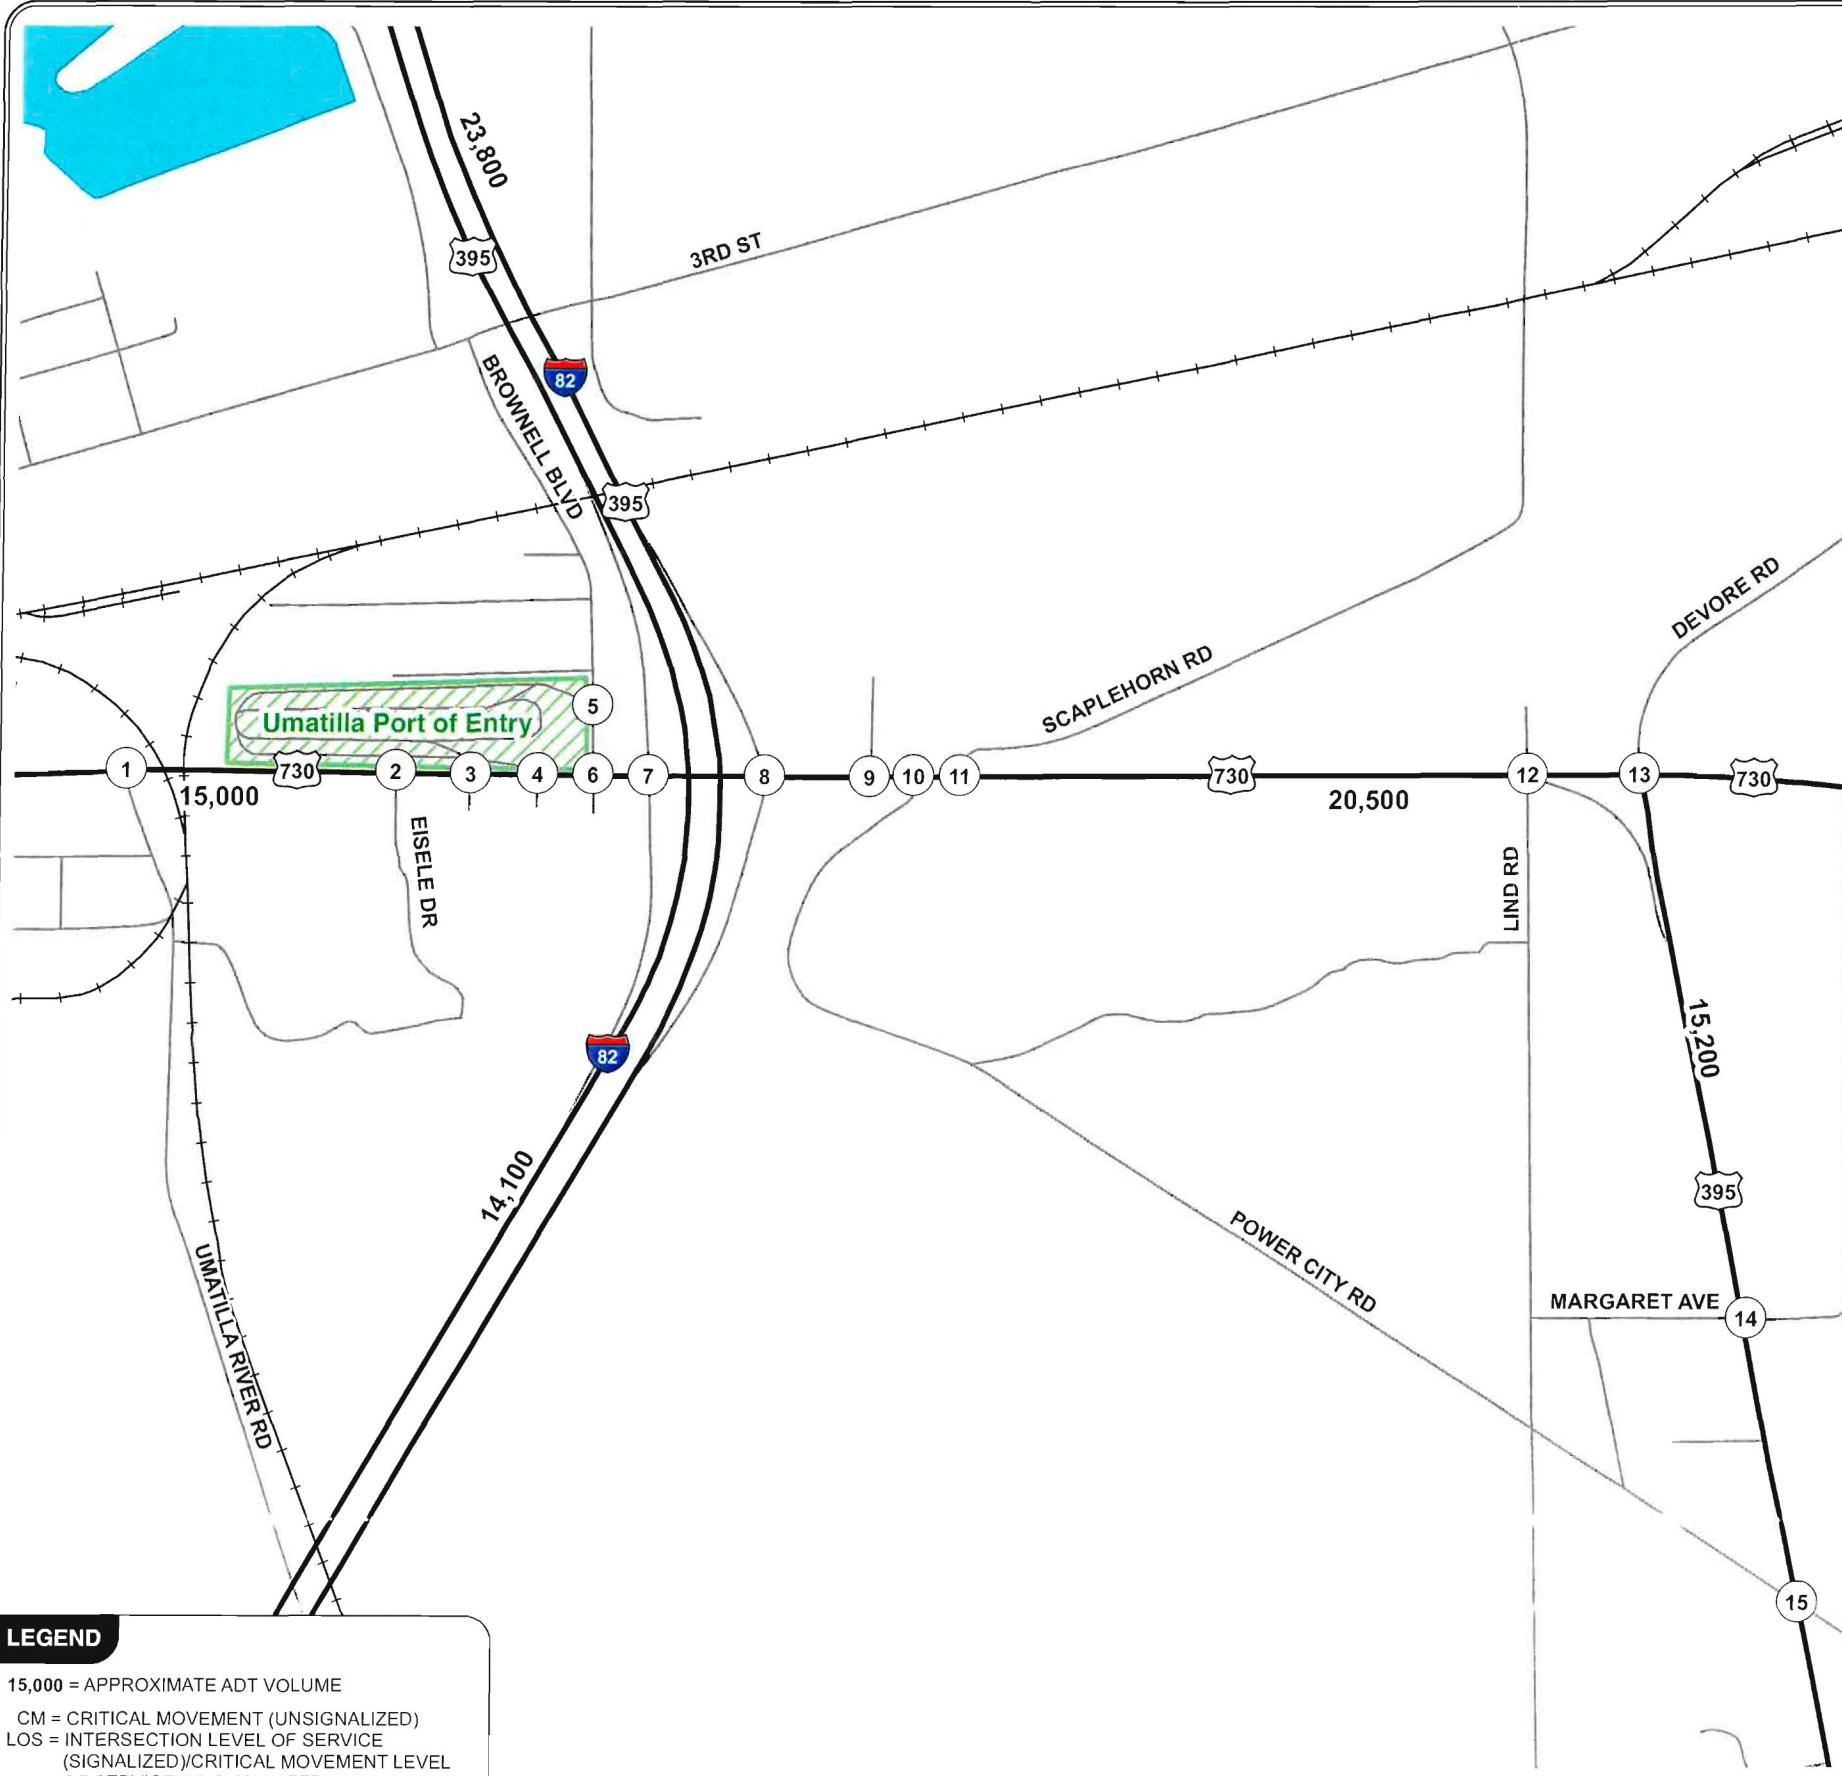 23,800
395
3RD ST
82
BROWNELL BLVD
395
DEVORE RD
SCAPLEHORN RD
5
Umatilla Port of Entry
1
730
2
3
4
6
7
8
9
10
11
730
12
13
730
15,000
20,500
EISELE DR
LIND RD
15,200
82
14,100
395
POWER CITY RD
MARGARET AVE
14
UMATILLA RIVER RD
15
LEGEND
15,000 = APPROXIMATE ADT VOLUME
CM = CRITICAL MOVEMENT (UNSIGNALIZED)
LOS = INTERSECTION LEVEL OF SERVICE
(SIGNALIZED)/CRITICAL MOVEMENT LEVEL